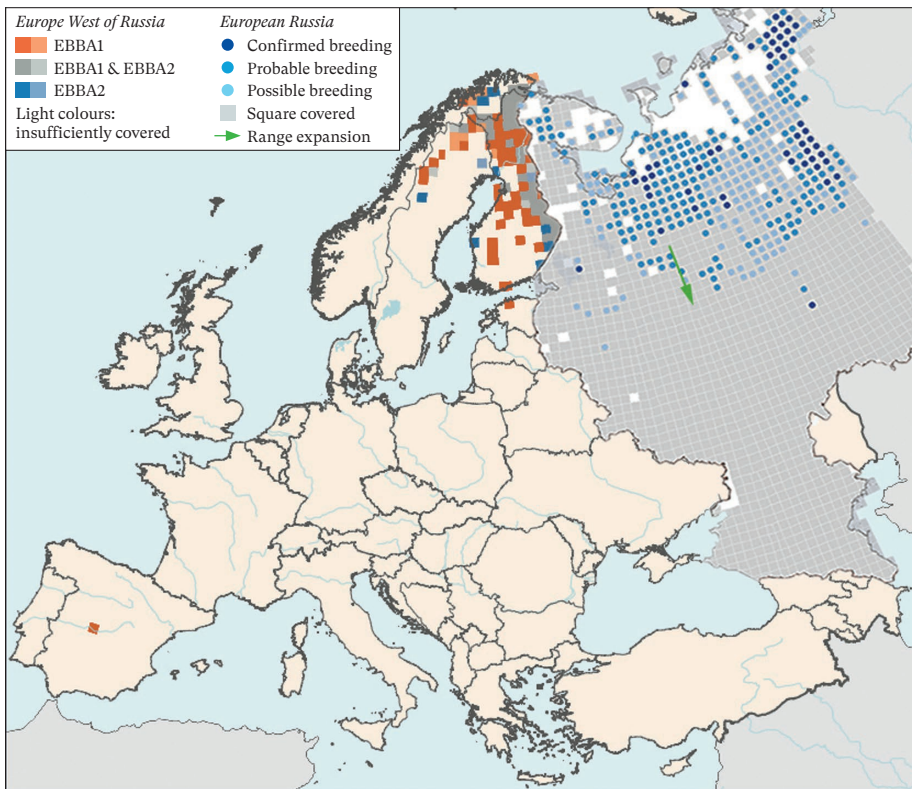 Europe West of Russia
EBBA1
EBBA1 & EBBA2
EBBA2
Light colours:
insufficiently covered
European Russia
Confirmed breeding
Probable breeding
Possible breeding
Square covered
Range expansion